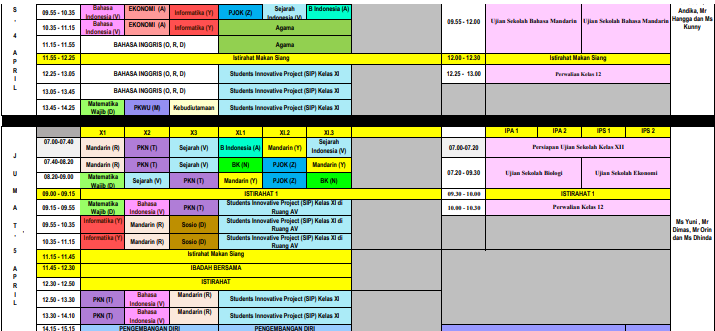 S
,
4
A
P
R
I
L
09.55 - 10.35 Bahasa Indonesia (V) EKONOMI (A) Informatika (Y) PJOK (Z) Sejarah Indonesia (V) B Indonesia (A)
10.35 - 11.15 Bahasa Indonesia (V) EKONOMI (A) Informatika (Y) Agama
09.55 - 12.00 Ujian Sekolah Bahasa Mandarin Ujian Sekolah Bahasa Mandarin
Andika, Mr Hangga dan Ms Kunny
11.15 - 11.55 BAHASA INGGRIS (O, R, D) Agama
11.55 - 12.25 Istirahat Makan Siang 12.00 - 12.30 Istirahat Makan Siang
12.25 - 13.05 BAHASA INGGRIS (O, R, D) Students Innovative Project (SIP) Kelas XI 12.25 - 13.00 Perwalian Kelas 12
13.05 - 13.45 BAHASA INGGRIS (O, R, D) Students Innovative Project (SIP) Kelas XI
13.45 - 14.25 Matematika Wajib (D) PKWU (M) Kebudiutamaan Students Innovative Project (SIP) Kelas XI
X1 X2 X3 XI.1 XI.2 XI.3 IPA 1 IPA 2 IPS 1 IPS 2
J
U
M
A
T
,
5
A
P
R
I
L
07.00-07.40 Mandarin (R) PKN (T) Sejarah (V) B Indonesia (A) Mandarin (Y) Sejarah Indonesia (V) 07.00-07.20 Persiapan Ujian Sekolah Kelas XII
07.40-08.20 Mandarin (R) PKN (T) Sejarah (V) BK (N) PJOK (Z) Mandarin (Y)
08.20-09.00 Matematika Wajib (D) Sejarah (V) PKN (T) Mandarin (Y) PJOK (Z) BK (N)
07.20 - 09.30 Ujian Sekolah Biologi Ujian Sekolah Ekonomi
09.00 - 09.15 ISTIRAHAT 1 09.30 - 10.00 ISTIRAHAT 1
09.15 - 09.55 Matematika Wajib (D) Bahasa Indonesia (V) PKN (T) Students Innovative Project (SIP) Kelas XI di Ruang AV 10.00 - 10.30 Perwalian Kelas 12
09.55 - 10.35 Informatika (Y) Mandarin (R) Sosio (D) Students Innovative Project (SIP) Kelas XI di Ruang AV
10.35 - 11.15 Informatika (Y) Mandarin (R) Sosio (D) Students Innovative Project (SIP) Kelas XI di Ruang AV
Ms Yuni , Mr Dimas, Mr Orin dan Ms Dhinda
11.15 - 11.45 Istirahat Makan Siang
11.45 - 12.30 IBADAH BERSAMA
12.30 - 12.50 ISTIRAHAT
12.50 - 13.30 PKN (T) Bahasa Indonesia (V) Mandarin (R) Students Innovative Project (SIP) Kelas XI
13.30 - 14.10 PKN (T) Bahasa Indonesia (V) Mandarin (R) Students Innovative Project (SIP) Kelas XI
14.15 - 15.15 PENGEMBANGAN DIRI PENGEMBANGAN DIRI